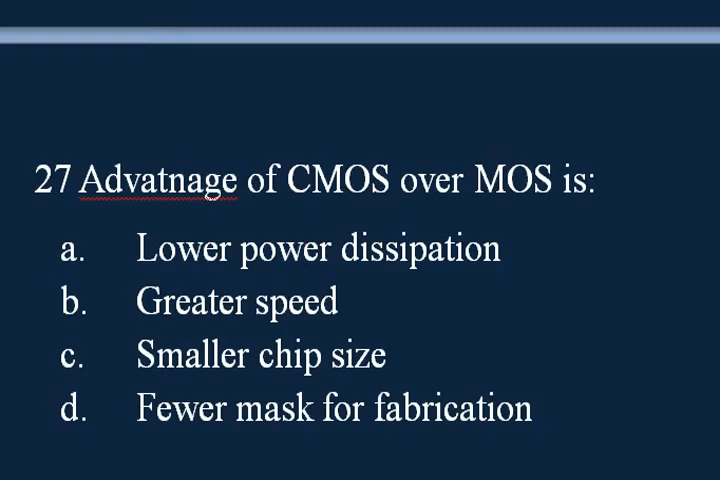 27 Advatnage of CMOS over MOS is:
a. Lower power dissipation
b. Greater speed
c. Smaller chip size
d. Fewer mask for fabrication